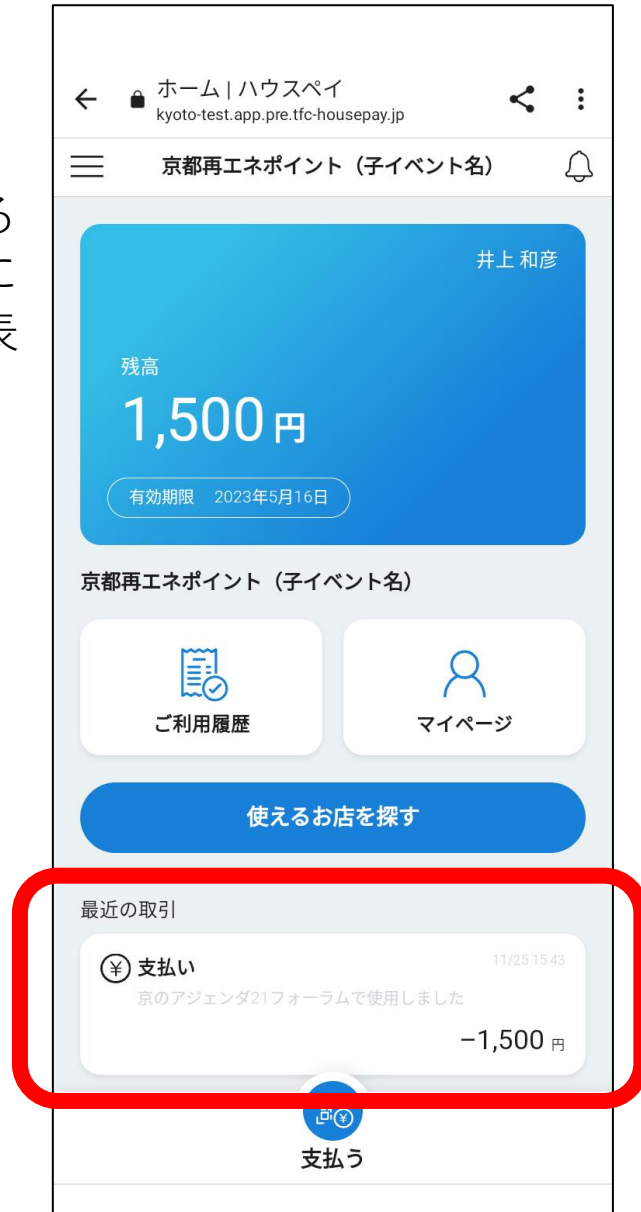 ホーム | ハウスペイ
kyoto-test.app.pre.tfc-housepay.jp
京都再エネポイント（子イベント名）
る
に
表
井上 和彦
残高
1,500 円
有効期限 2023年5月16日
京都再エネポイント（子イベント名）
ご利用履歴
マイページ
使えるお店を探す
最近の取引
支払い
11/25 15:43
京のアジェンダ21フォーラムで使用しました
−1,500 円
支払う